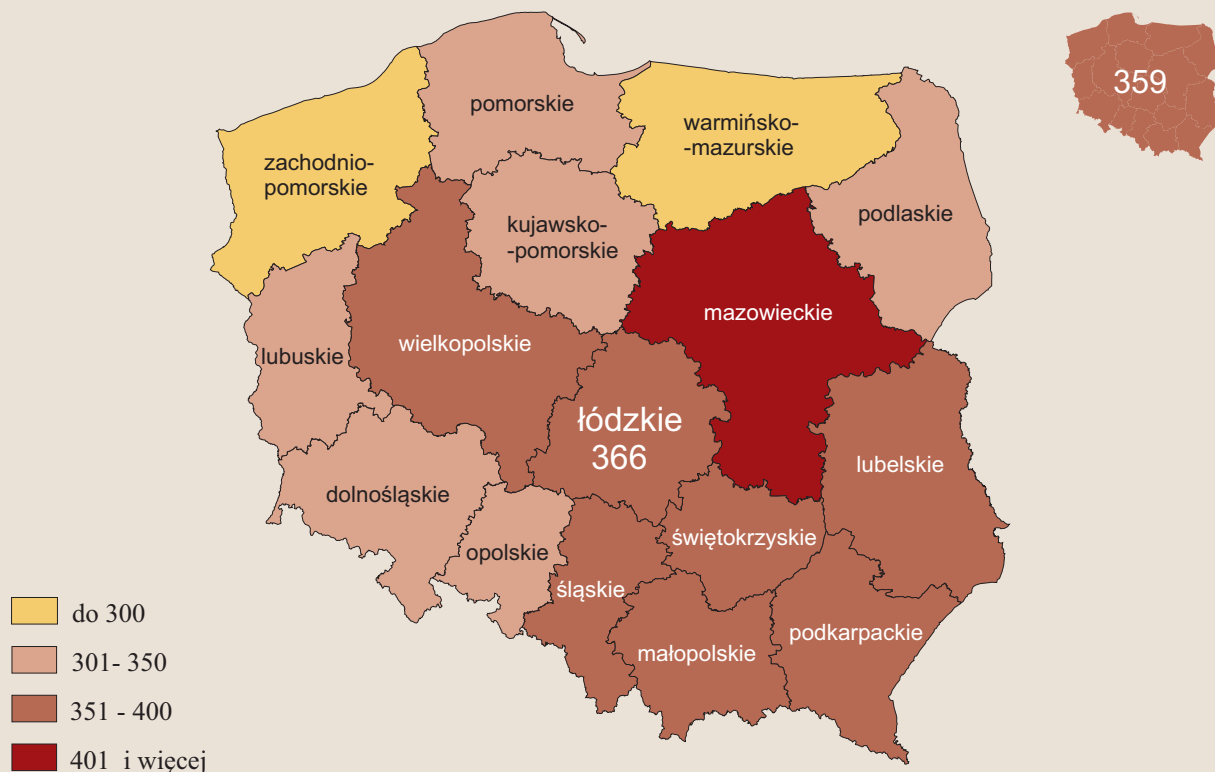 359
pomorskie
warmińsko-
-mazurskie
zachodnio-
pomorskie
podlaskie
kujawsko-
-pomorskie
mazowieckie
wielkopolskie
lubuskie
łódzkie
366
lubelskie
dolnośląskie
świętokrzyskie
opolskie
śląskie
podkarpackie
małopolskie
do 300
301- 350
351 - 400
401 i więcej